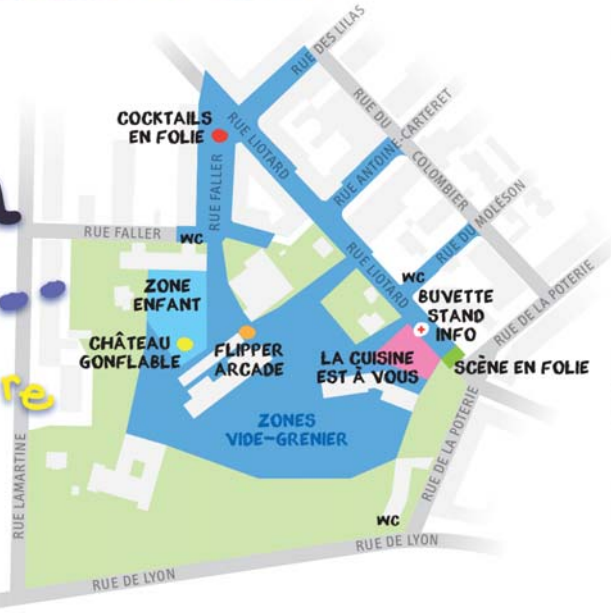 RUE DES LILAS
COCKTAILS
EN FOLIE
RUE LIOTARD
RUE DU
COLOMBIER
RUE ANTOINE-CARTERET
RUE FALLER
RUE FALLER
WC
RUE DU MOLÉSON
RUE LIOTARD
WC
ZONE
ENFANT
BUVETTE
STAND
INFO
RUE DE LA POTERIE
CHÂTEAU
GONFLABLE
FLIPPER
ARCADE
LA CUISINE
EST À VOUS
SCÈNE EN FOLIE
ZONES
VIDE-GRENIER
RUE LAMARTINE
RUE DE LA POTERIE
WC
RUE DE LYON
RUE DE LYON
re